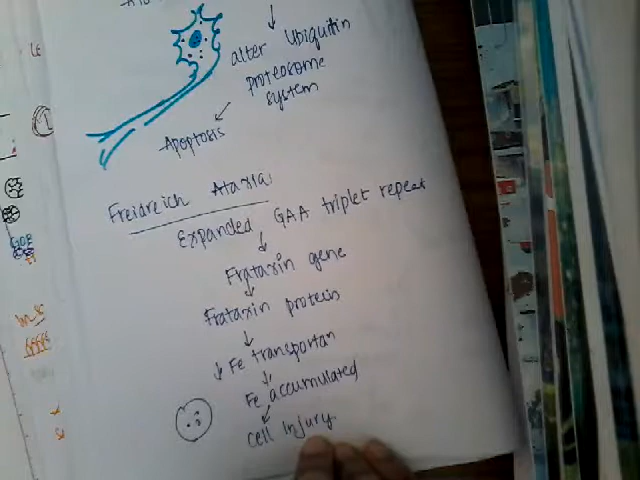 alter Ubiquitin
proteosome
system
Apoptosis
Freidreich Ataxia
Expanded GAA triplet repeat
Frataxin gene
Frataxin protein
↓ Fe transportan
Fe accumulated
cell injury